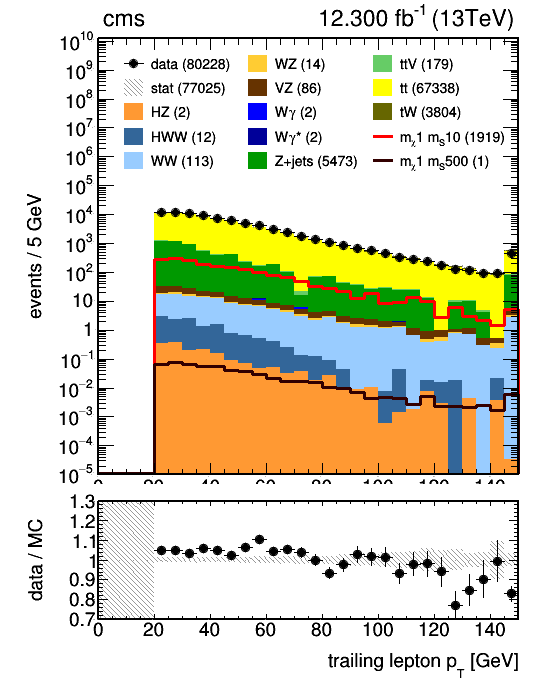 cms 12.300 fb⁻¹ (13TeV)
data (80228) WZ (14) ttV (179)
stat (77025) VZ (86) tt (67338)
HZ (2) Wγ (2) tW (3804)
HWW (12) Wγ* (2) mχ1 mS10 (1919)
WW (113) Z+jets (5473) mχ1 mS500 (1)
events / 5 GeV
10¹⁰
10⁹
10⁸
10⁷
10⁶
10⁵
10⁴
10³
10²
10
1
10⁻¹
10⁻²
10⁻³
10⁻⁴
10⁻⁵
0 20 40 60 80 100 120 140
data / MC
1.3
1.2
1.1
1
0.9
0.8
0.7
0 20 40 60 80 100 120 140
trailing lepton pT [GeV]